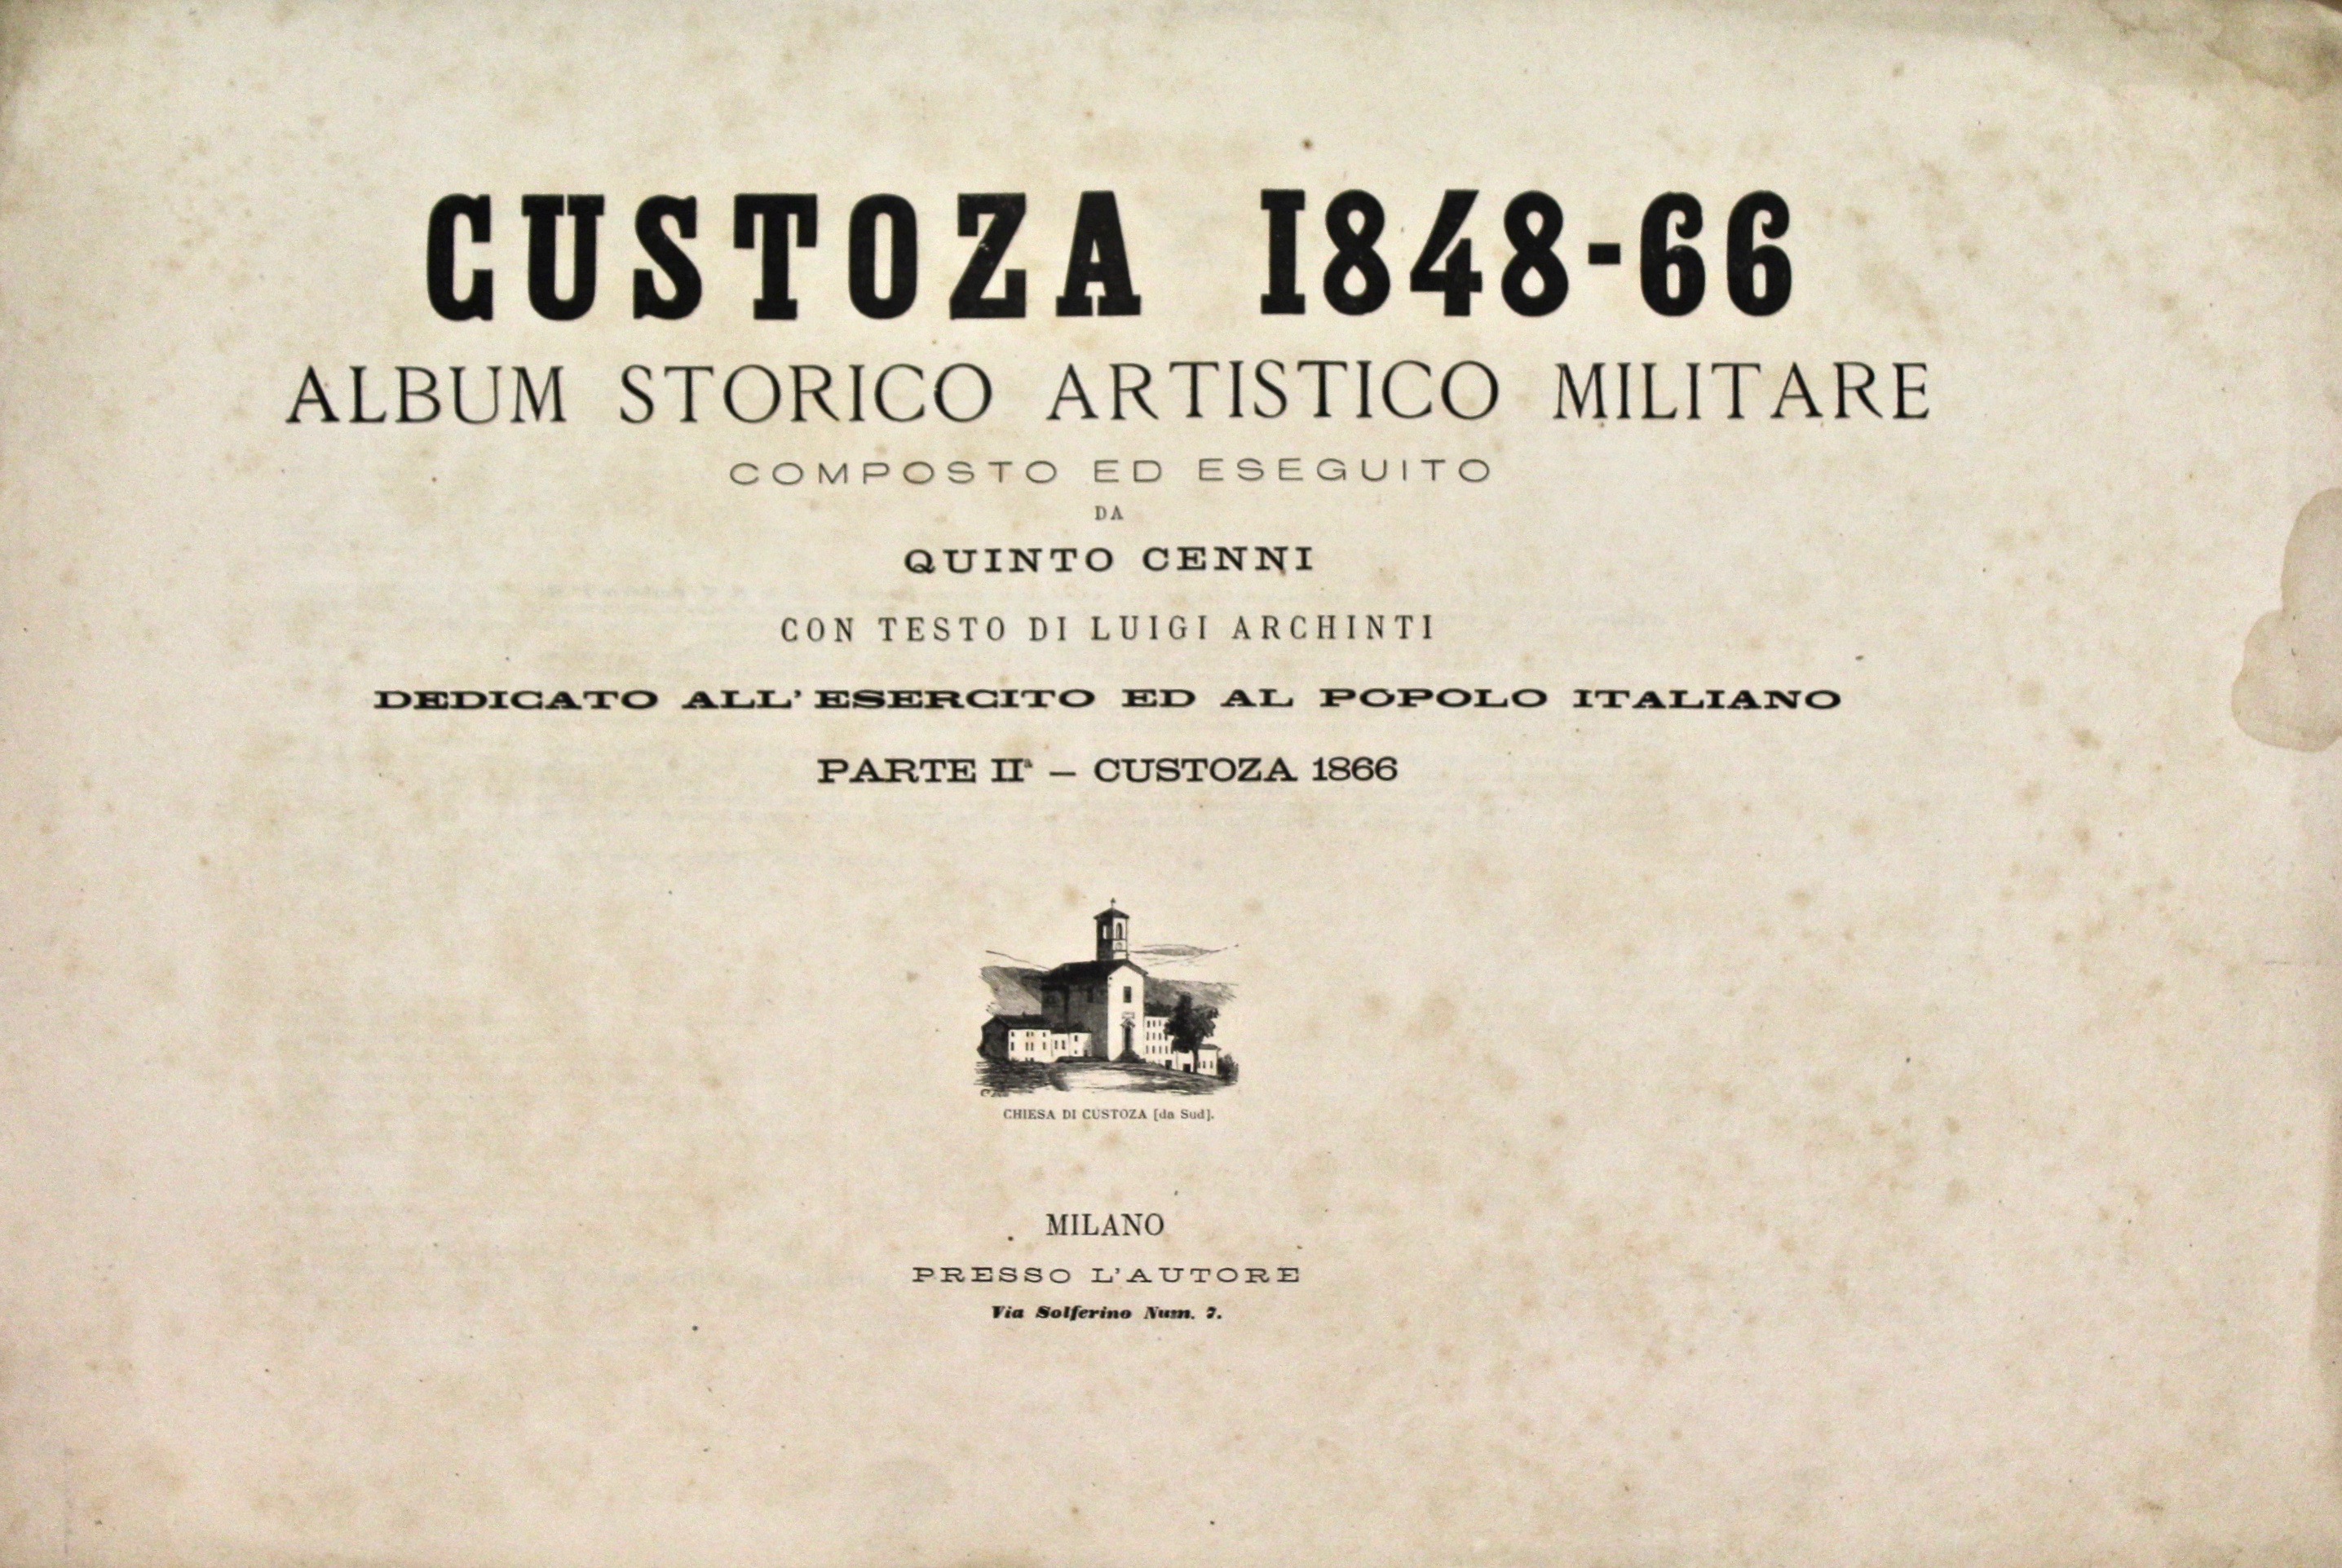 CUSTOZA 1848-66
ALBUM STORICO ARTISTICO MILITARE
COMPOSTO ED ESEGUITO
DA
QUINTO CENNI
CON TESTO DI LUIGI ARCHINTI
DEDICATO ALL'ESERCITO ED AL POPOLO ITALIANO
PARTE IIª — CUSTOZA 1866
CHIESA DI CUSTOZA [da Sud].
MILANO
PRESSO L'AUTORE
Via Solferino Num. 7.